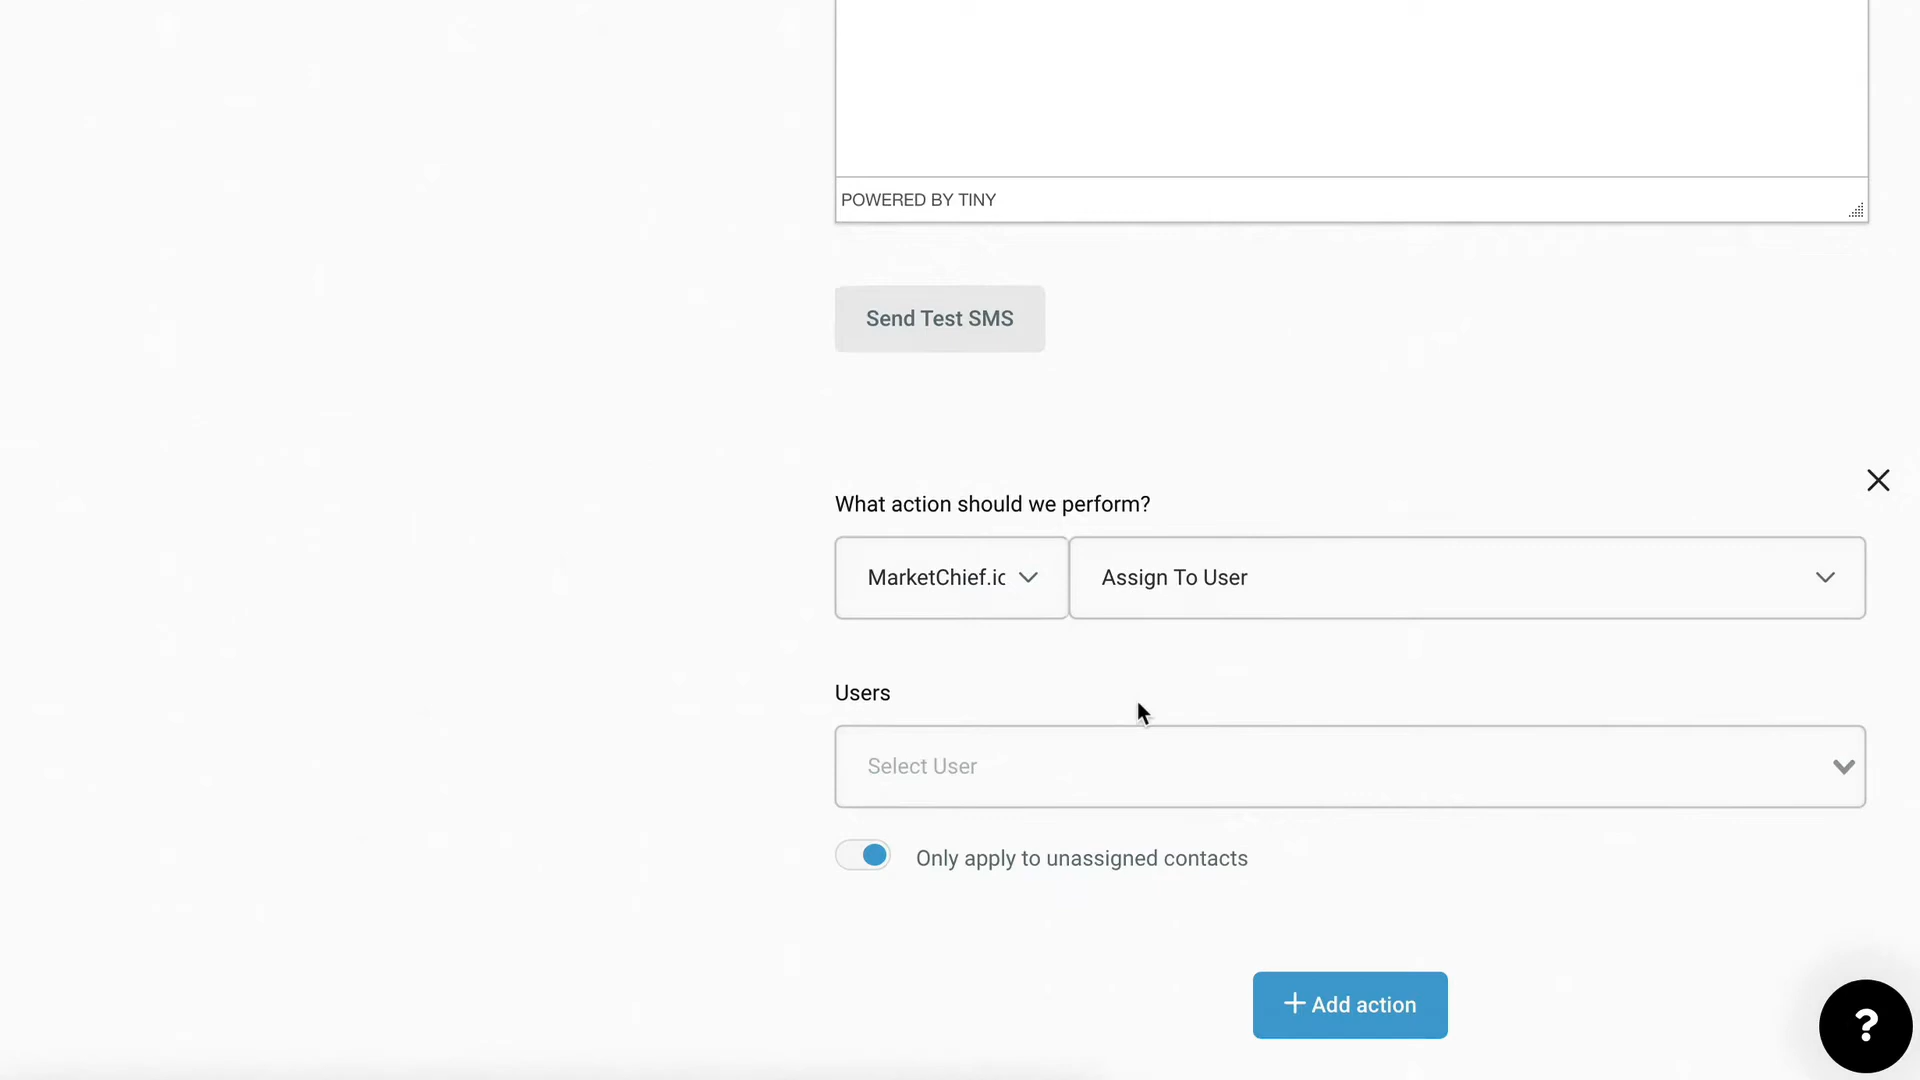 POWERED BY TINY
Send Test SMS
What action should we perform?
MarketChief.io
Assign To User
Users
Select User
Only apply to unassigned contacts
+ Add action
?